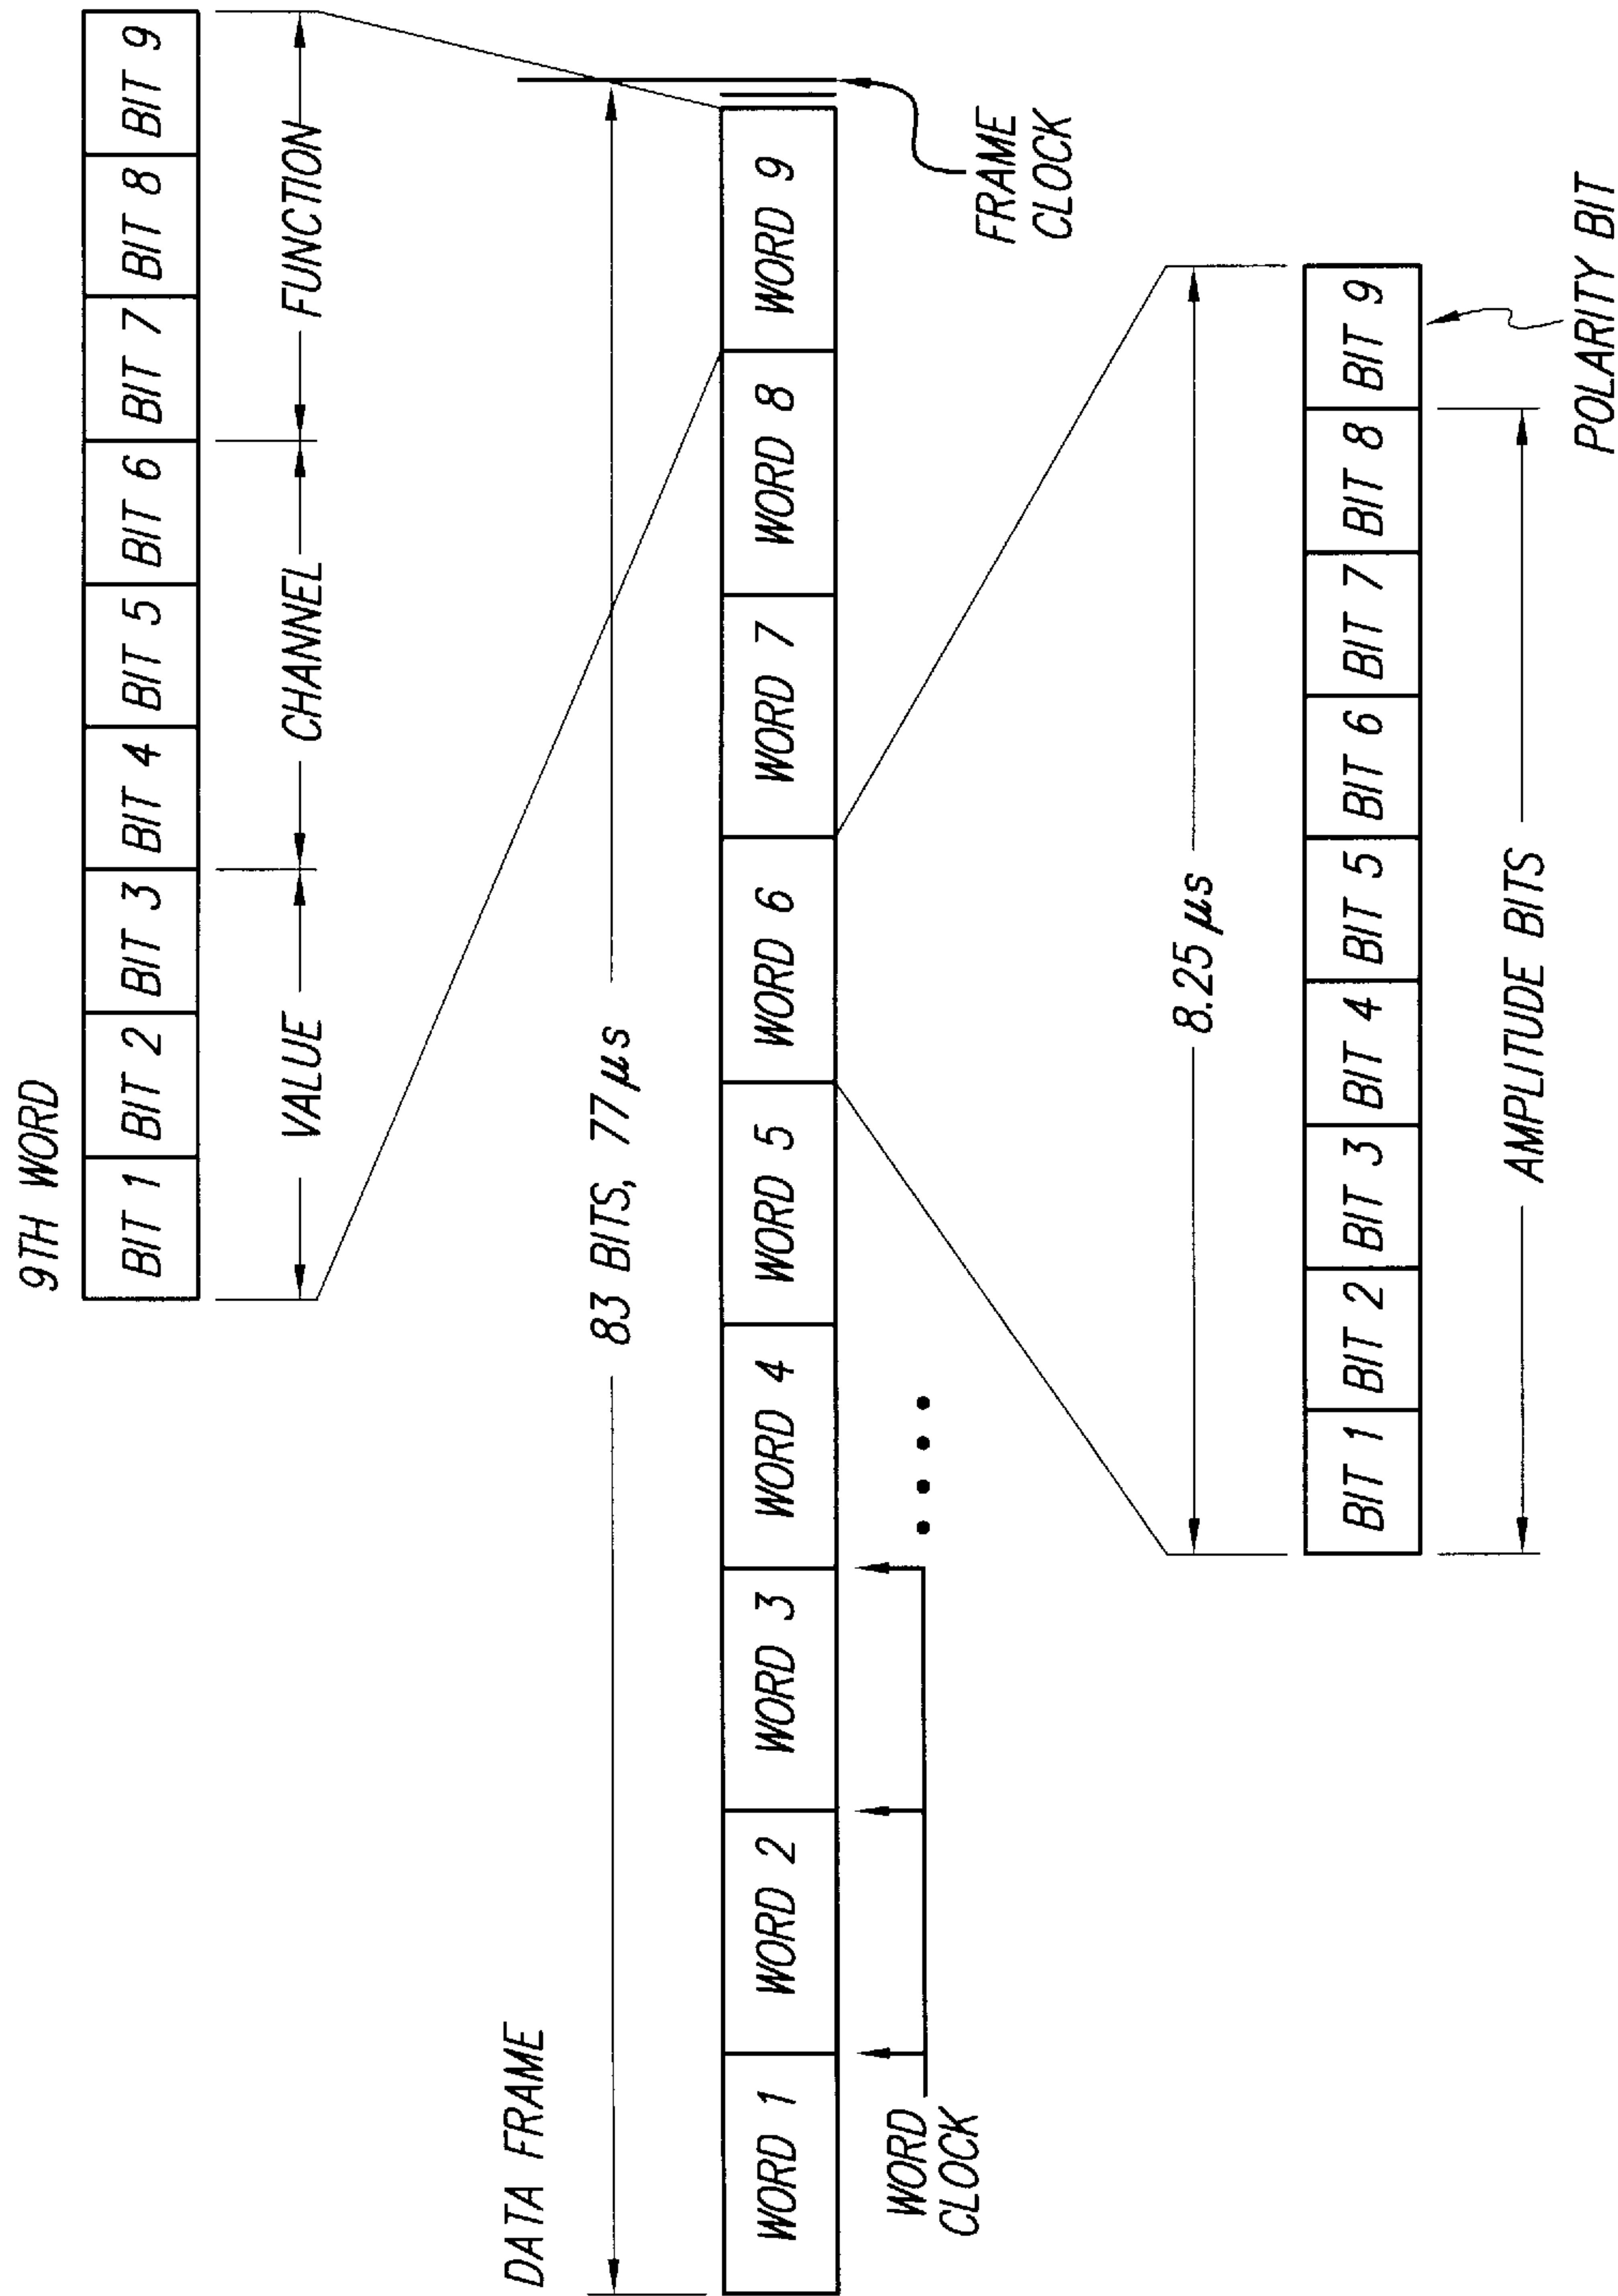 9TH WORD
BIT 1 BIT 2 BIT 3 BIT 4 BIT 5 BIT 6 BIT 7 BIT 8 BIT 9
VALUE CHANNEL FUNCTION
DATA FRAME
83 BITS, 77 µs
WORD 1 WORD 2 WORD 3 WORD 4 WORD 5 WORD 6 WORD 7 WORD 8 WORD 9
WORD
CLOCK
FRAME
CLOCK
8.25 µs
BIT 1 BIT 2 BIT 3 BIT 4 BIT 5 BIT 6 BIT 7 BIT 8 BIT 9
AMPLITUDE BITS
POLARITY BIT